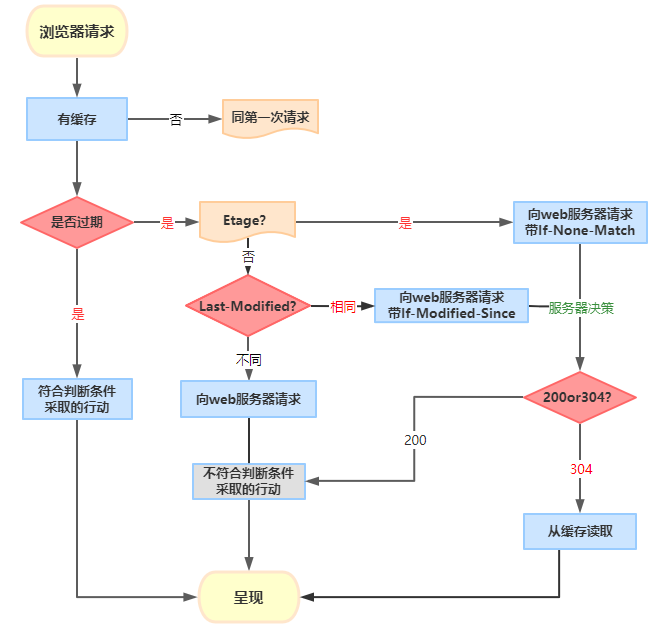 浏览器请求
有缓存
否
同第一次请求
是否过期
是
Etage?
是
向web服务器请求
带If-None-Match
否
是
Last-Modified?
相同
向web服务器请求
带If-Modified-Since
服务器决策
不同
符合判断条件
采取的行动
向web服务器请求
200or304?
200
304
不符合判断条件
采取的行动
从缓存读取
呈现